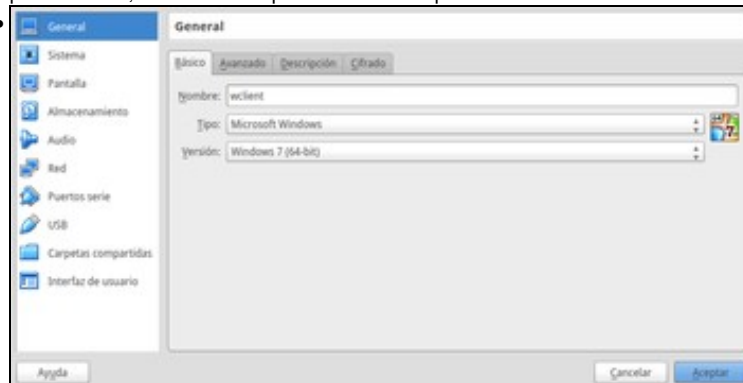 General
Sistema
Pantalla
Almacenamiento
Audio
Red
Puertos serie
USB
Carpetas compartidas
Interfaz de usuario
General
Básico Avanzado Descripción Cifrado
Nombre: wclient
Tipo: Microsoft Windows
Versión: Windows 7 (64-bit)
Ayuda Cancelar Aceptar